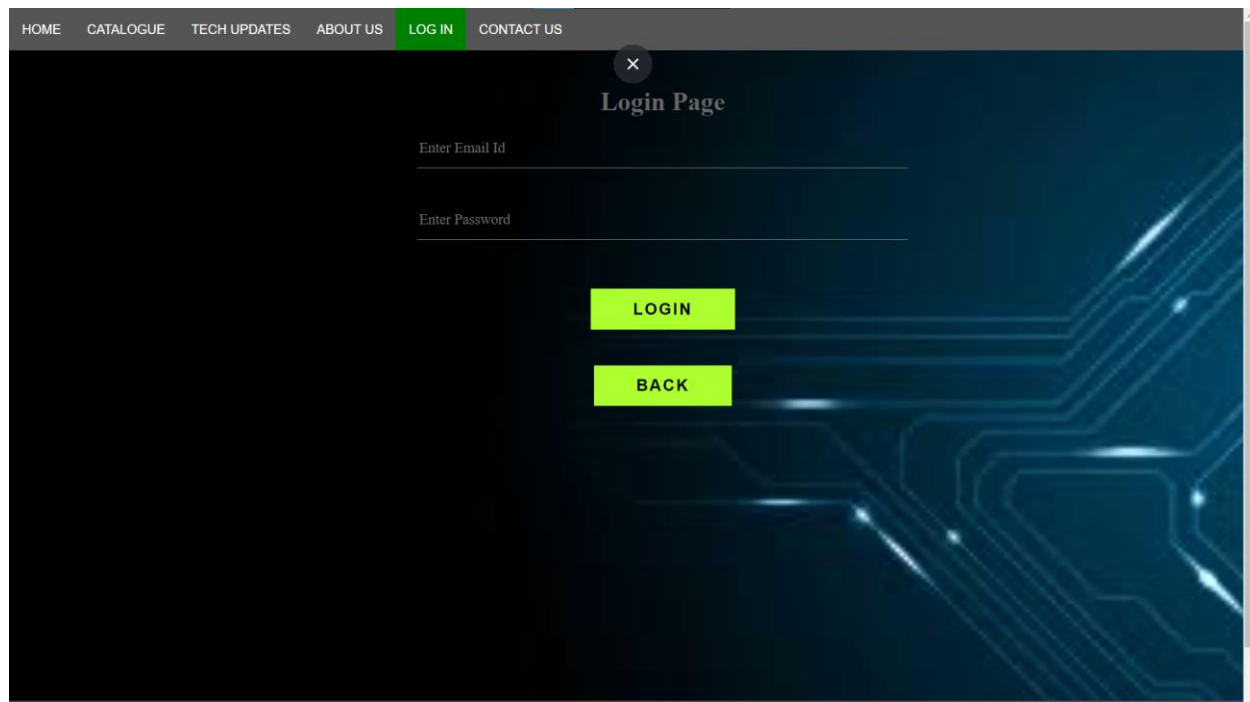 HOME CATALOGUE TECH UPDATES ABOUT US LOG IN CONTACT US
Login Page
Enter Email Id
Enter Password
LOGIN
BACK